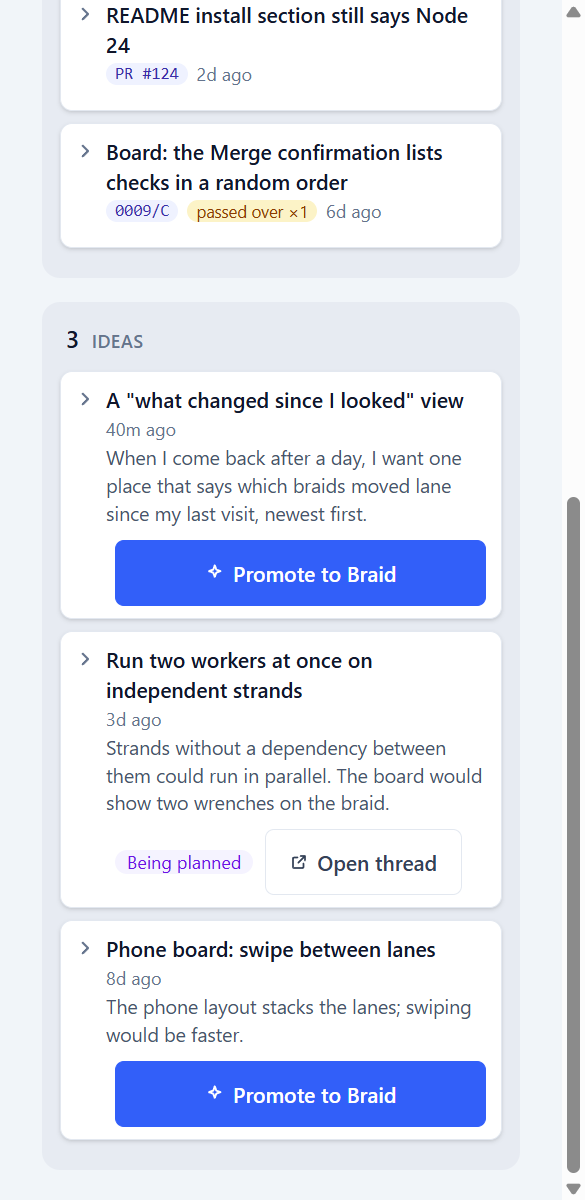 README install section still says Node
24
PR #124 2d ago
Board: the Merge confirmation lists
checks in a random order
0009/C passed over ×1 6d ago
3 IDEAS
A "what changed since I looked" view
40m ago
When I come back after a day, I want one
place that says which braids moved lane
since my last visit, newest first.
Promote to Braid
Run two workers at once on
independent strands
3d ago
Strands without a dependency between
them could run in parallel. The board would
show two wrenches on the braid.
Being planned Open thread
Phone board: swipe between lanes
8d ago
The phone layout stacks the lanes; swiping
would be faster.
Promote to Braid